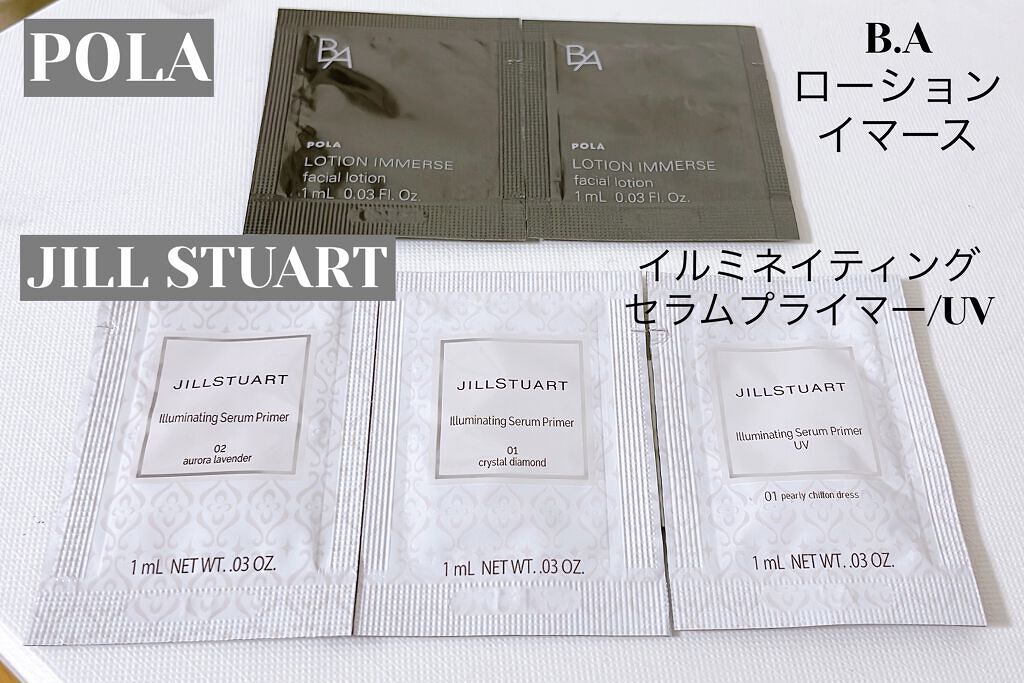 POLA
B.A
ローション
イマース
BA
POLA
LOTION IMMERSE
facial lotion
1 mL 0.03 Fl. Oz.
BA
POLA
LOTION IMMERSE
facial lotion
1 mL 0.03 Fl. Oz.
JILL STUART
イルミネイティング
セラムプライマー/UV
JILLSTUART
Illuminating Serum Primer
02
aurora lavender
1 mL NET WT. .03 OZ.
JILLSTUART
Illuminating Serum Primer
01
crystal diamond
1 mL NET WT. .03 OZ.
JILLSTUART
Illuminating Serum Primer
UV
01 pearly chiffon dress
1 mL NET WT. .03 OZ.